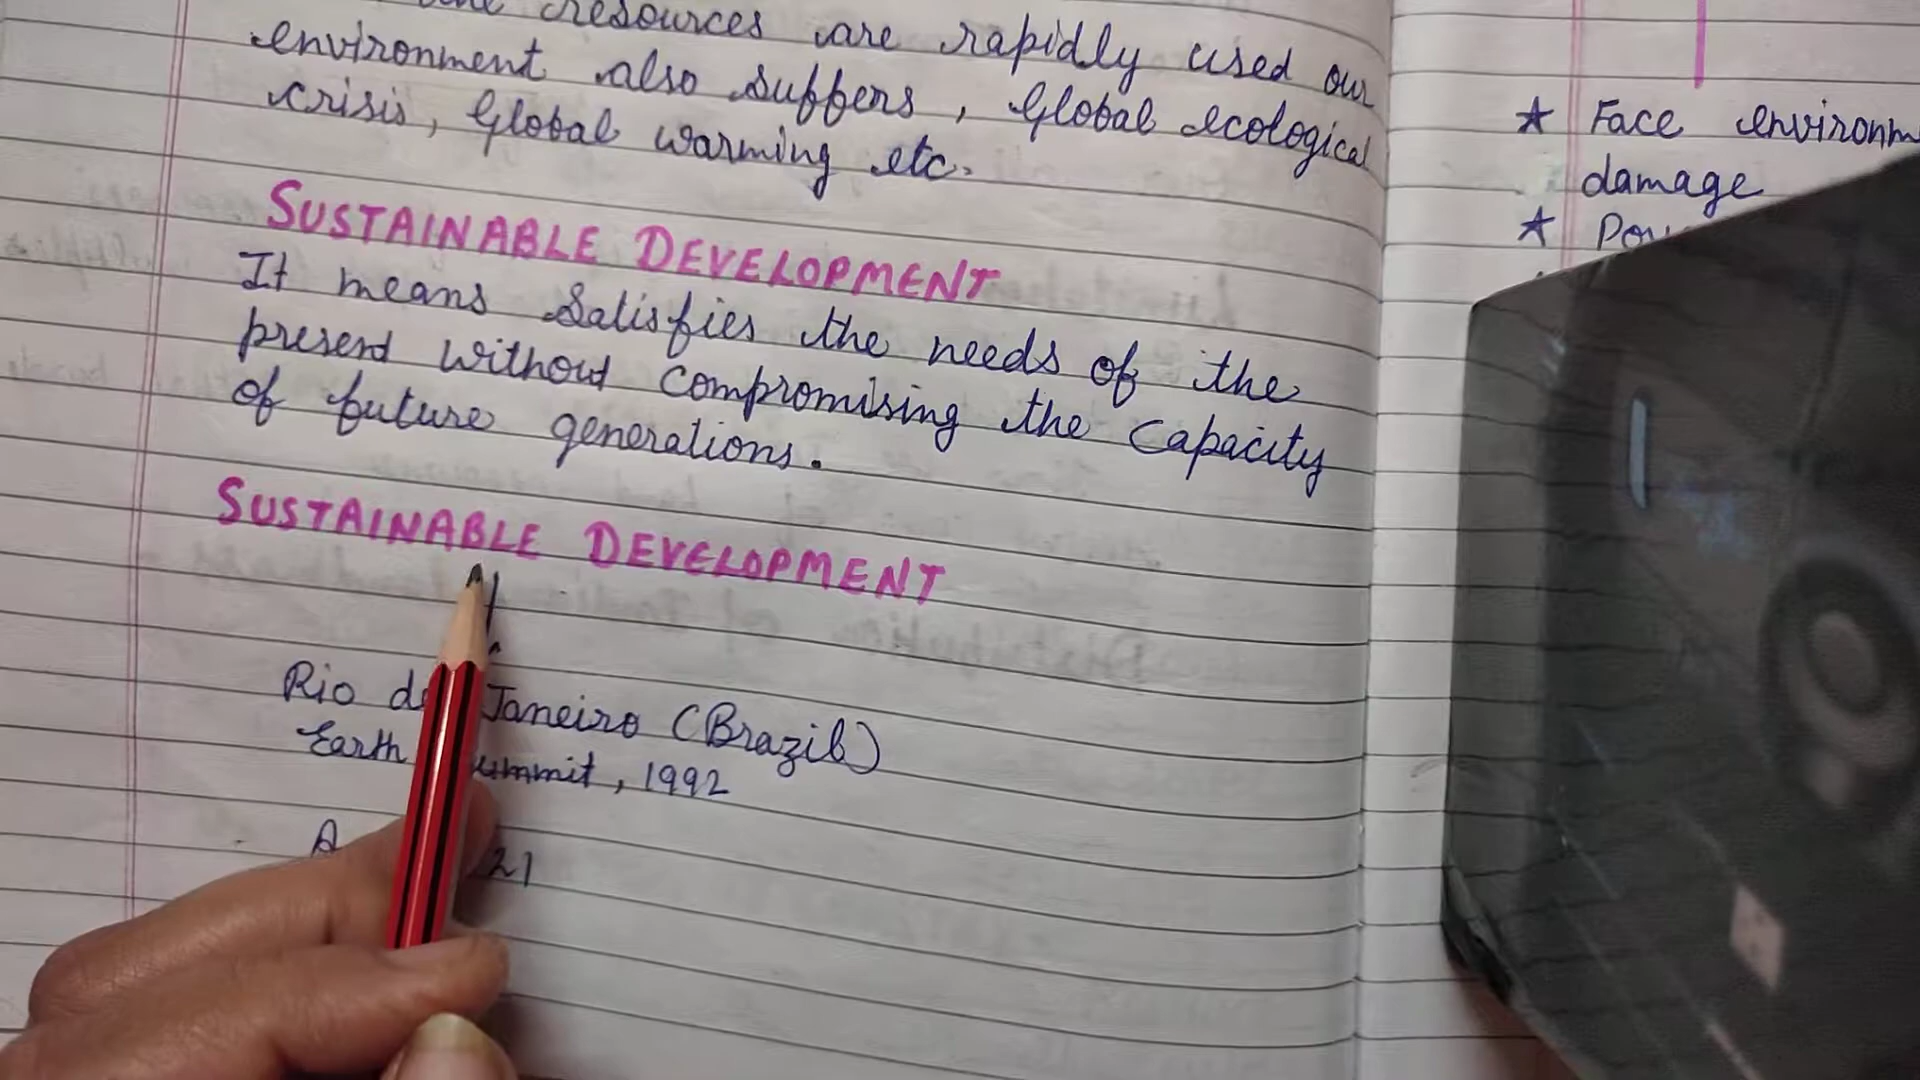 resources are rapidly used our
environment also suffers, Global ecological
crisis, Global warming etc.
SUSTAINABLE DEVELOPMENT
It means Satisfies the needs of the
present without compromising the capacity
of future generations.
SUSTAINABLE DEVELOPMENT
Rio de Janeiro (Brazil)
Earth Summit, 1992
A 21
★ Face environm
damage
★ Pov